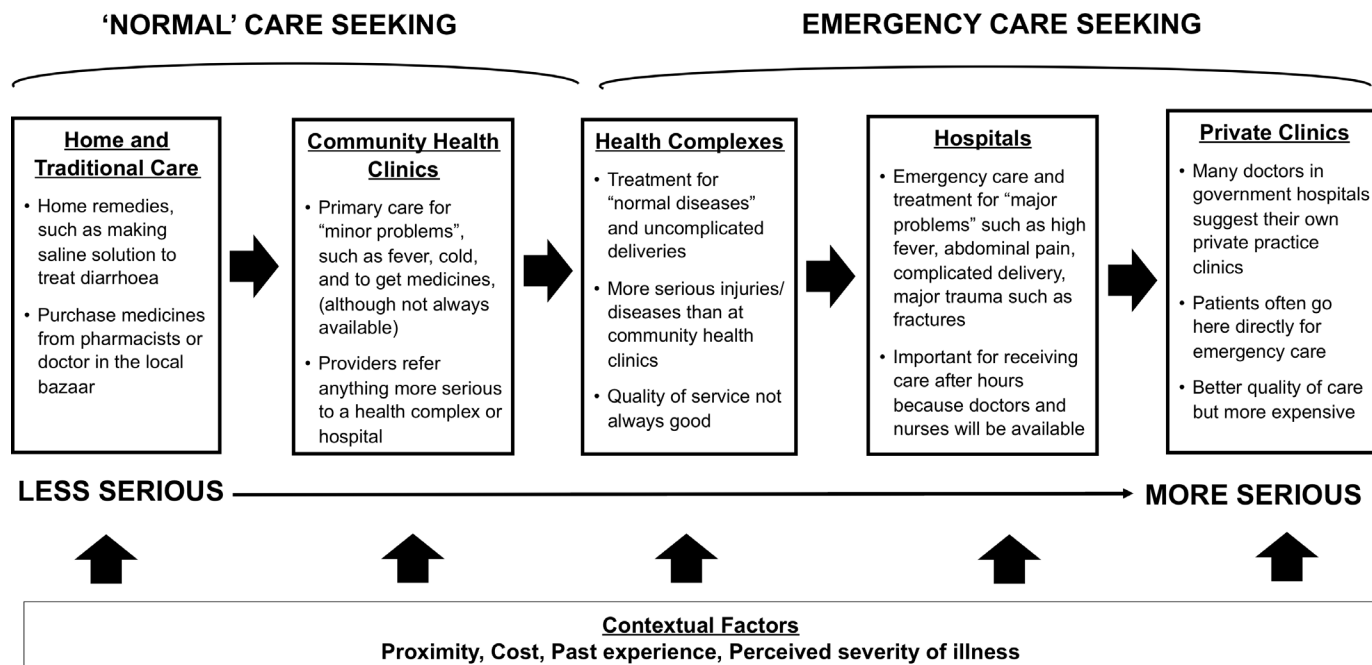 ‘NORMAL’ CARE SEEKING
EMERGENCY CARE SEEKING
Home and
Traditional Care
• Home remedies,
such as making
saline solution to
treat diarrhoea
• Purchase medicines
from pharmacists or
doctor in the local
bazaar
Community Health
Clinics
• Primary care for
“minor problems”,
such as fever, cold,
and to get medicines,
(although not always
available)
• Providers refer
anything more serious
to a health complex or
hospital
Health Complexes
• Treatment for
“normal diseases”
and uncomplicated
deliveries
• More serious injuries/
diseases than at
community health
clinics
• Quality of service not
always good
Hospitals
• Emergency care and
treatment for “major
problems” such as high
fever, abdominal pain,
complicated delivery,
major trauma such as
fractures
• Important for receiving
care after hours
because doctors and
nurses will be available
Private Clinics
• Many doctors in
government hospitals
suggest their own
private practice
clinics
• Patients often go
here directly for
emergency care
• Better quality of care
but more expensive
LESS SERIOUS
MORE SERIOUS
Contextual Factors
Proximity, Cost, Past experience, Perceived severity of illness